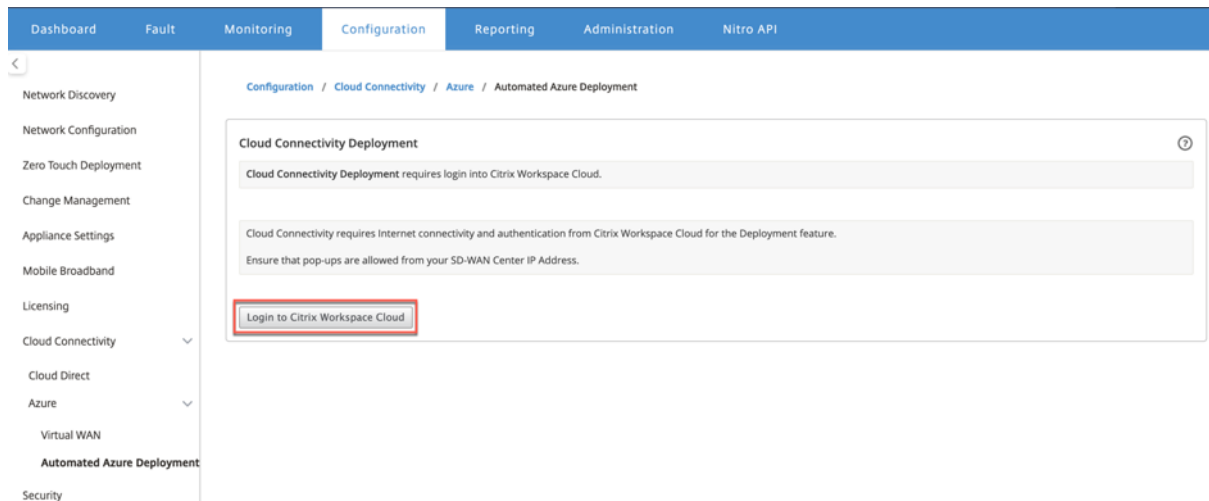 Dashboard Fault Monitoring Configuration Reporting Administration Nitro API
Network Discovery
Network Configuration
Zero Touch Deployment
Change Management
Appliance Settings
Mobile Broadband
Licensing
Cloud Connectivity
Cloud Direct
Azure
Virtual WAN
Automated Azure Deployment
Security
Configuration / Cloud Connectivity / Azure / Automated Azure Deployment
Cloud Connectivity Deployment
Cloud Connectivity Deployment requires login into Citrix Workspace Cloud.
Cloud Connectivity requires Internet connectivity and authentication from Citrix Workspace Cloud for the Deployment feature.
Ensure that pop-ups are allowed from your SD-WAN Center IP Address.
Login to Citrix Workspace Cloud